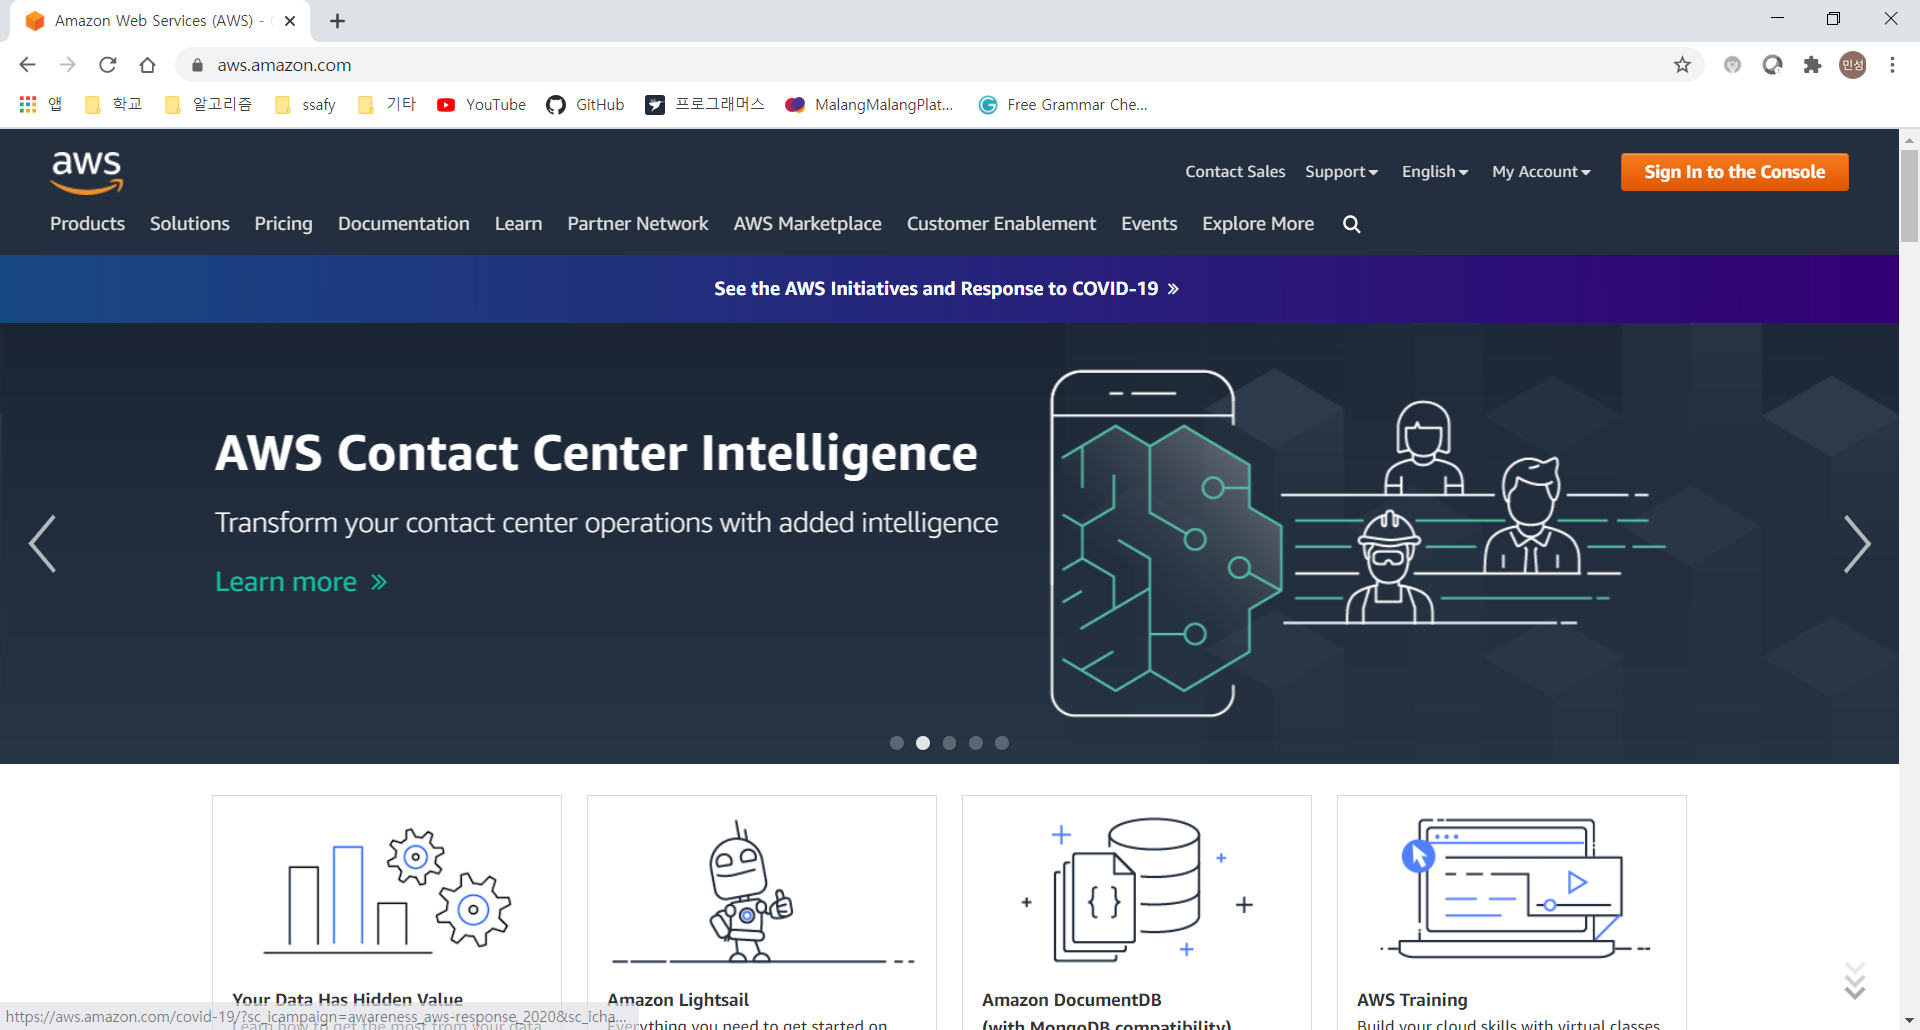 Amazon Web Services (AWS) -
aws.amazon.com
민성
앱 학교 알고리즘 ssafy 기타 YouTube GitHub 프로그래머스 MalangMalangPlat... Free Grammar Che...
aws
Contact Sales Support English My Account Sign In to the Console
Products Solutions Pricing Documentation Learn Partner Network AWS Marketplace Customer Enablement Events Explore More
See the AWS Initiatives and Response to COVID-19 »
AWS Contact Center Intelligence
Transform your contact center operations with added intelligence
Learn more »
{ }
Your Data Has Hidden Value
Learn how to get the most from your data
Amazon Lightsail
Everything you need to get started on
Amazon DocumentDB
(with MongoDB compatibility)
AWS Training
Build your cloud skills with virtual classes
https://aws.amazon.com/covid-19/?sc_icampaign=awareness_aws-response_2020&sc_icha...